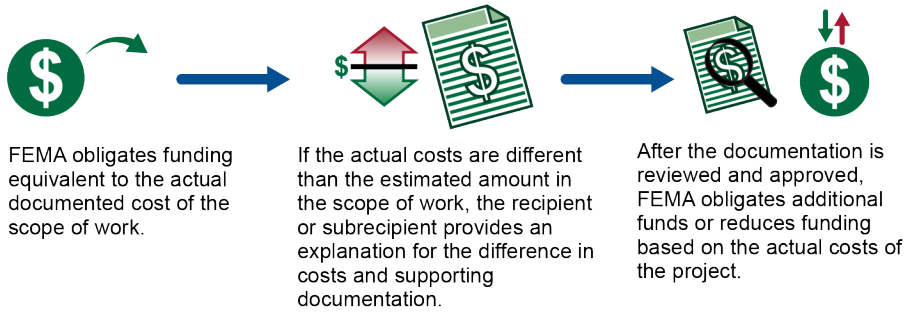 $
$
$
$
$
FEMA obligates funding
equivalent to the actual
documented cost of the
scope of work.
If the actual costs are different
than the estimated amount in
the scope of work, the recipient
or subrecipient provides an
explanation for the difference in
costs and supporting
documentation.
After the documentation is
reviewed and approved,
FEMA obligates additional
funds or reduces funding
based on the actual costs of
the project.